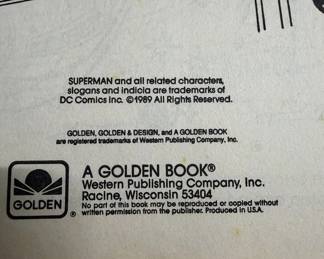 SUPERMAN and all related characters,
slogans and indicia are trademarks of
DC Comics Inc. ©1989 All Rights Reserved.
GOLDEN, GOLDEN & DESIGN, and A GOLDEN BOOK
are registered trademarks of Western Publishing Company, Inc.
GOLDEN®
A GOLDEN BOOK®
Western Publishing Company, Inc.
Racine, Wisconsin 53404
No part of this book may be reproduced or copied without
written permission from the publisher. Produced in U.S.A.